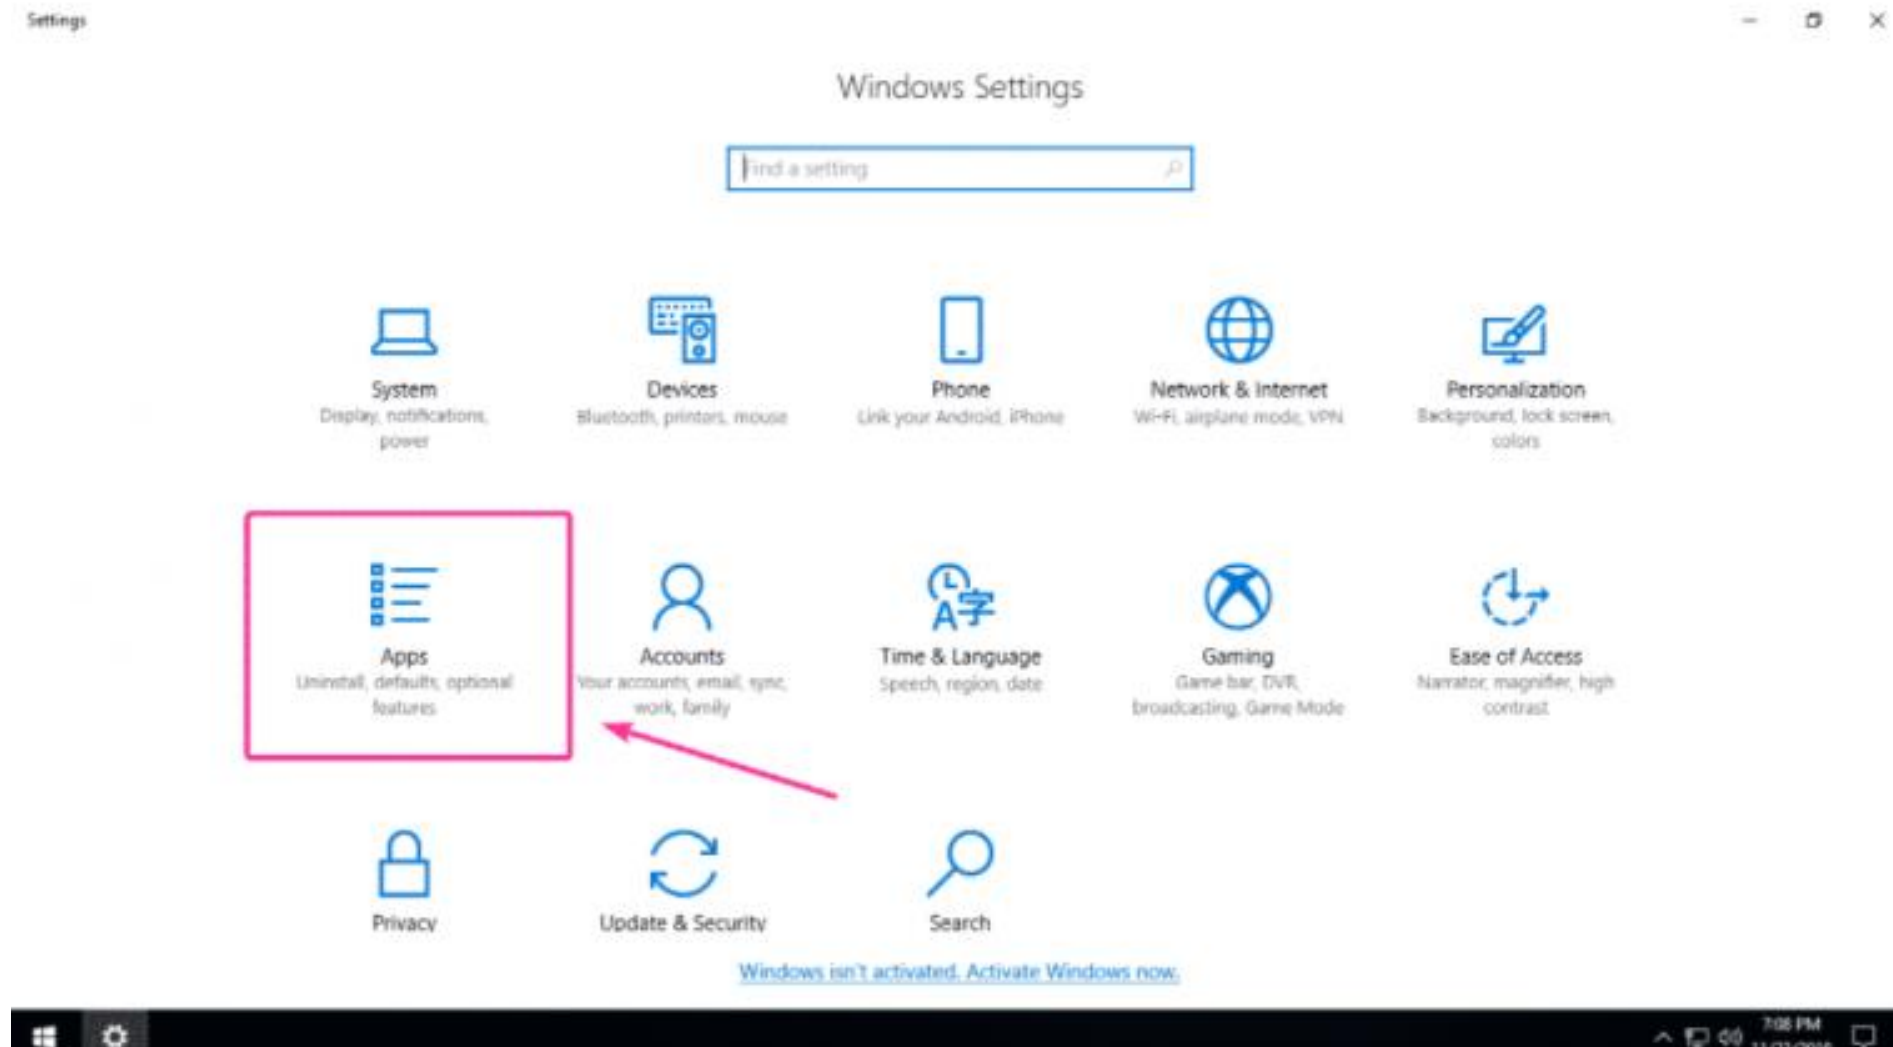 Settings
Windows Settings
Find a setting
System
Display, notifications,
power
Devices
Bluetooth, printers, mouse
Phone
Link your Android, iPhone
Network & Internet
Wi-Fi, airplane mode, VPN
Personalization
Background, lock screen,
colors
Apps
Uninstall, defaults, optional
features
Accounts
Your accounts, email, sync,
work, family
Time & Language
Speech, region, date
Gaming
Game bar, DVR,
broadcasting, Game Mode
Ease of Access
Narrator, magnifier, high
contrast
Privacy
Update & Security
Search
Windows isn't activated. Activate Windows now.
7:08 PM